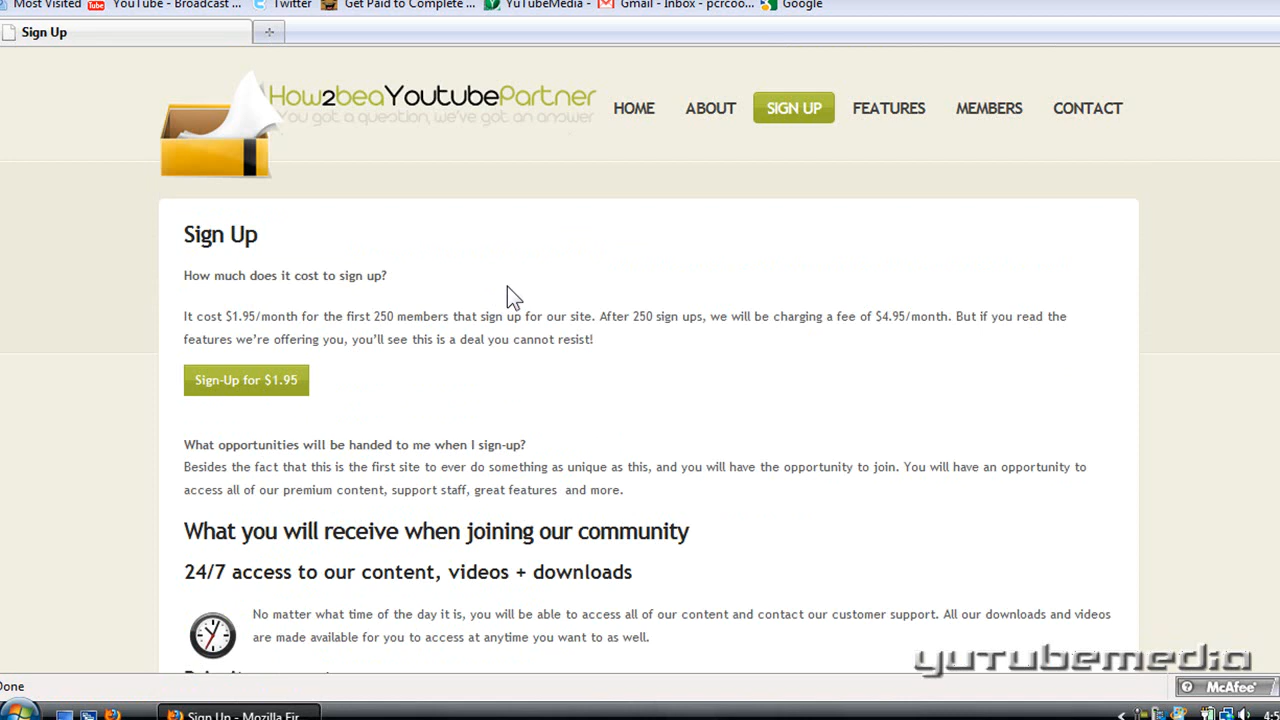 Most Visited YouTube - Broadcast ... Twitter Get Paid to Complete ... YuTubeMedia - Gmail - Inbox - pcrcoo... Google
Sign Up
How2beaYoutubePartner
You got a question, we've got an answer
HOME ABOUT SIGN UP FEATURES MEMBERS CONTACT
Sign Up
How much does it cost to sign up?
It cost $1.95/month for the first 250 members that sign up for our site. After 250 sign ups, we will be charging a fee of $4.95/month. But if you read the
features we're offering you, you'll see this is a deal you cannot resist!
Sign-Up for $1.95
What opportunities will be handed to me when I sign-up?
Besides the fact that this is the first site to ever do something as unique as this, and you will have the opportunity to join. You will have an opportunity to
access all of our premium content, support staff, great features and more.
What you will receive when joining our community
24/7 access to our content, videos + downloads
No matter what time of the day it is, you will be able to access all of our content and contact our customer support. All our downloads and videos
are made available for you to access at anytime you want to as well.
YUTUBEMEDIA
Done
McAfee
Sign Up - Mozilla Fir...